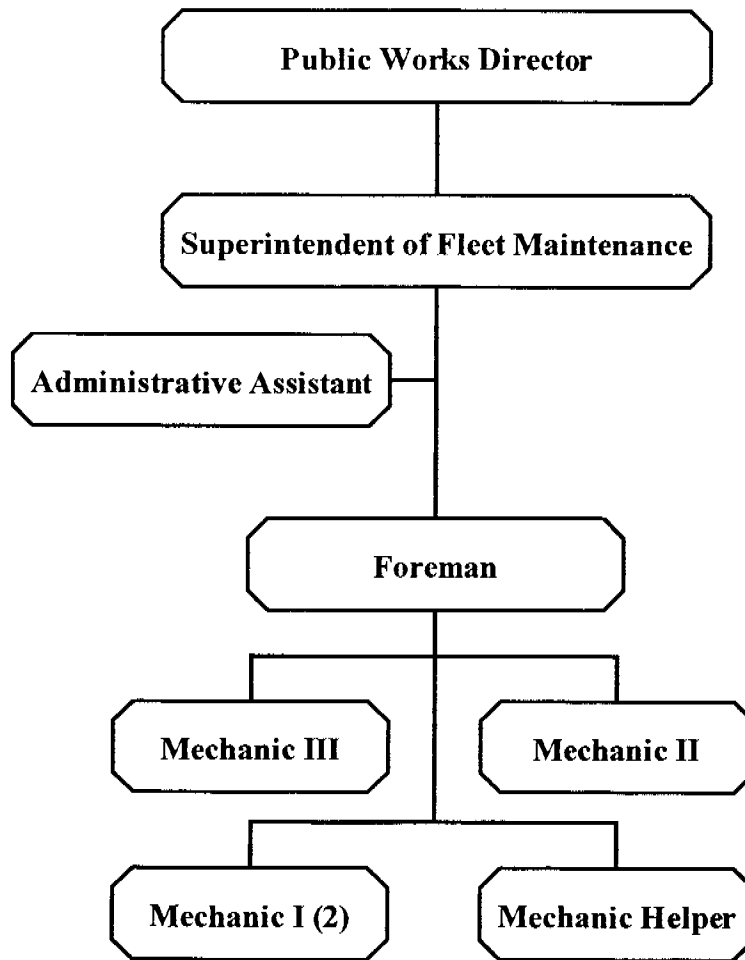 Public Works Director
Superintendent of Fleet Maintenance
Administrative Assistant
Foreman
Mechanic III
Mechanic II
Mechanic I (2)
Mechanic Helper